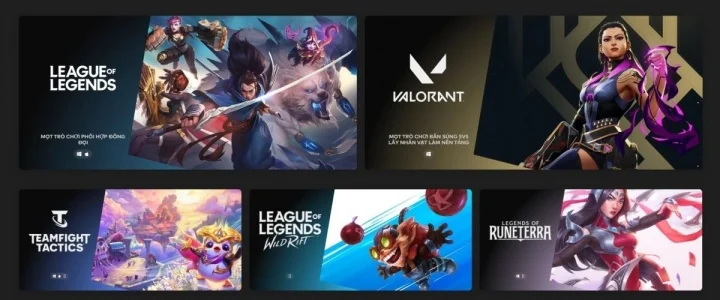 LEAGUE OF
LEGENDS
MỘT TRÒ CHƠI PHỐI HỢP ĐỒNG
ĐỘI
VALORANT
MỘT TRÒ CHƠI BẮN SÚNG 5V5
LẤY NHÂN VẬT LÀM NỀN TẢNG
TEAMFIGHT
TACTICS
LEAGUE OF
LEGENDS
WILD RIFT
LEGENDS OF
RUNETERRA